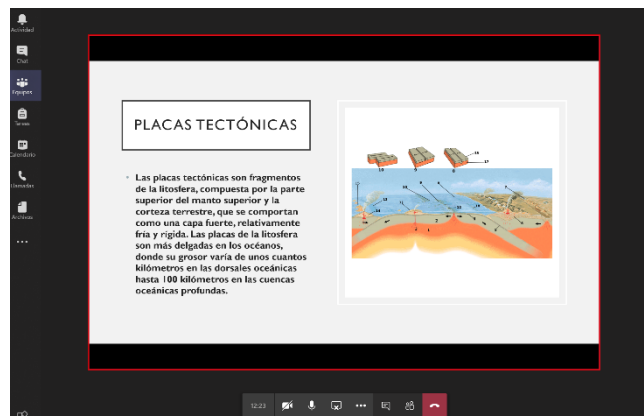 Actividad
Chat
Equipos
Tareas
Calendario
Llamadas
Archivos
PLACAS TECTÓNICAS
Las placas tectónicas son fragmentos
de la litosfera, compuesta por la parte
superior del manto superior y la
corteza terrestre, que se comportan
como una capa fuerte, relativamente
fría y rígida. Las placas de la litosfera
son más delgadas en los océanos,
donde su grosor varía de unos cuantos
kilómetros en las dorsales oceánicas
hasta 100 kilómetros en las cuencas
oceánicas profundas.
12:23